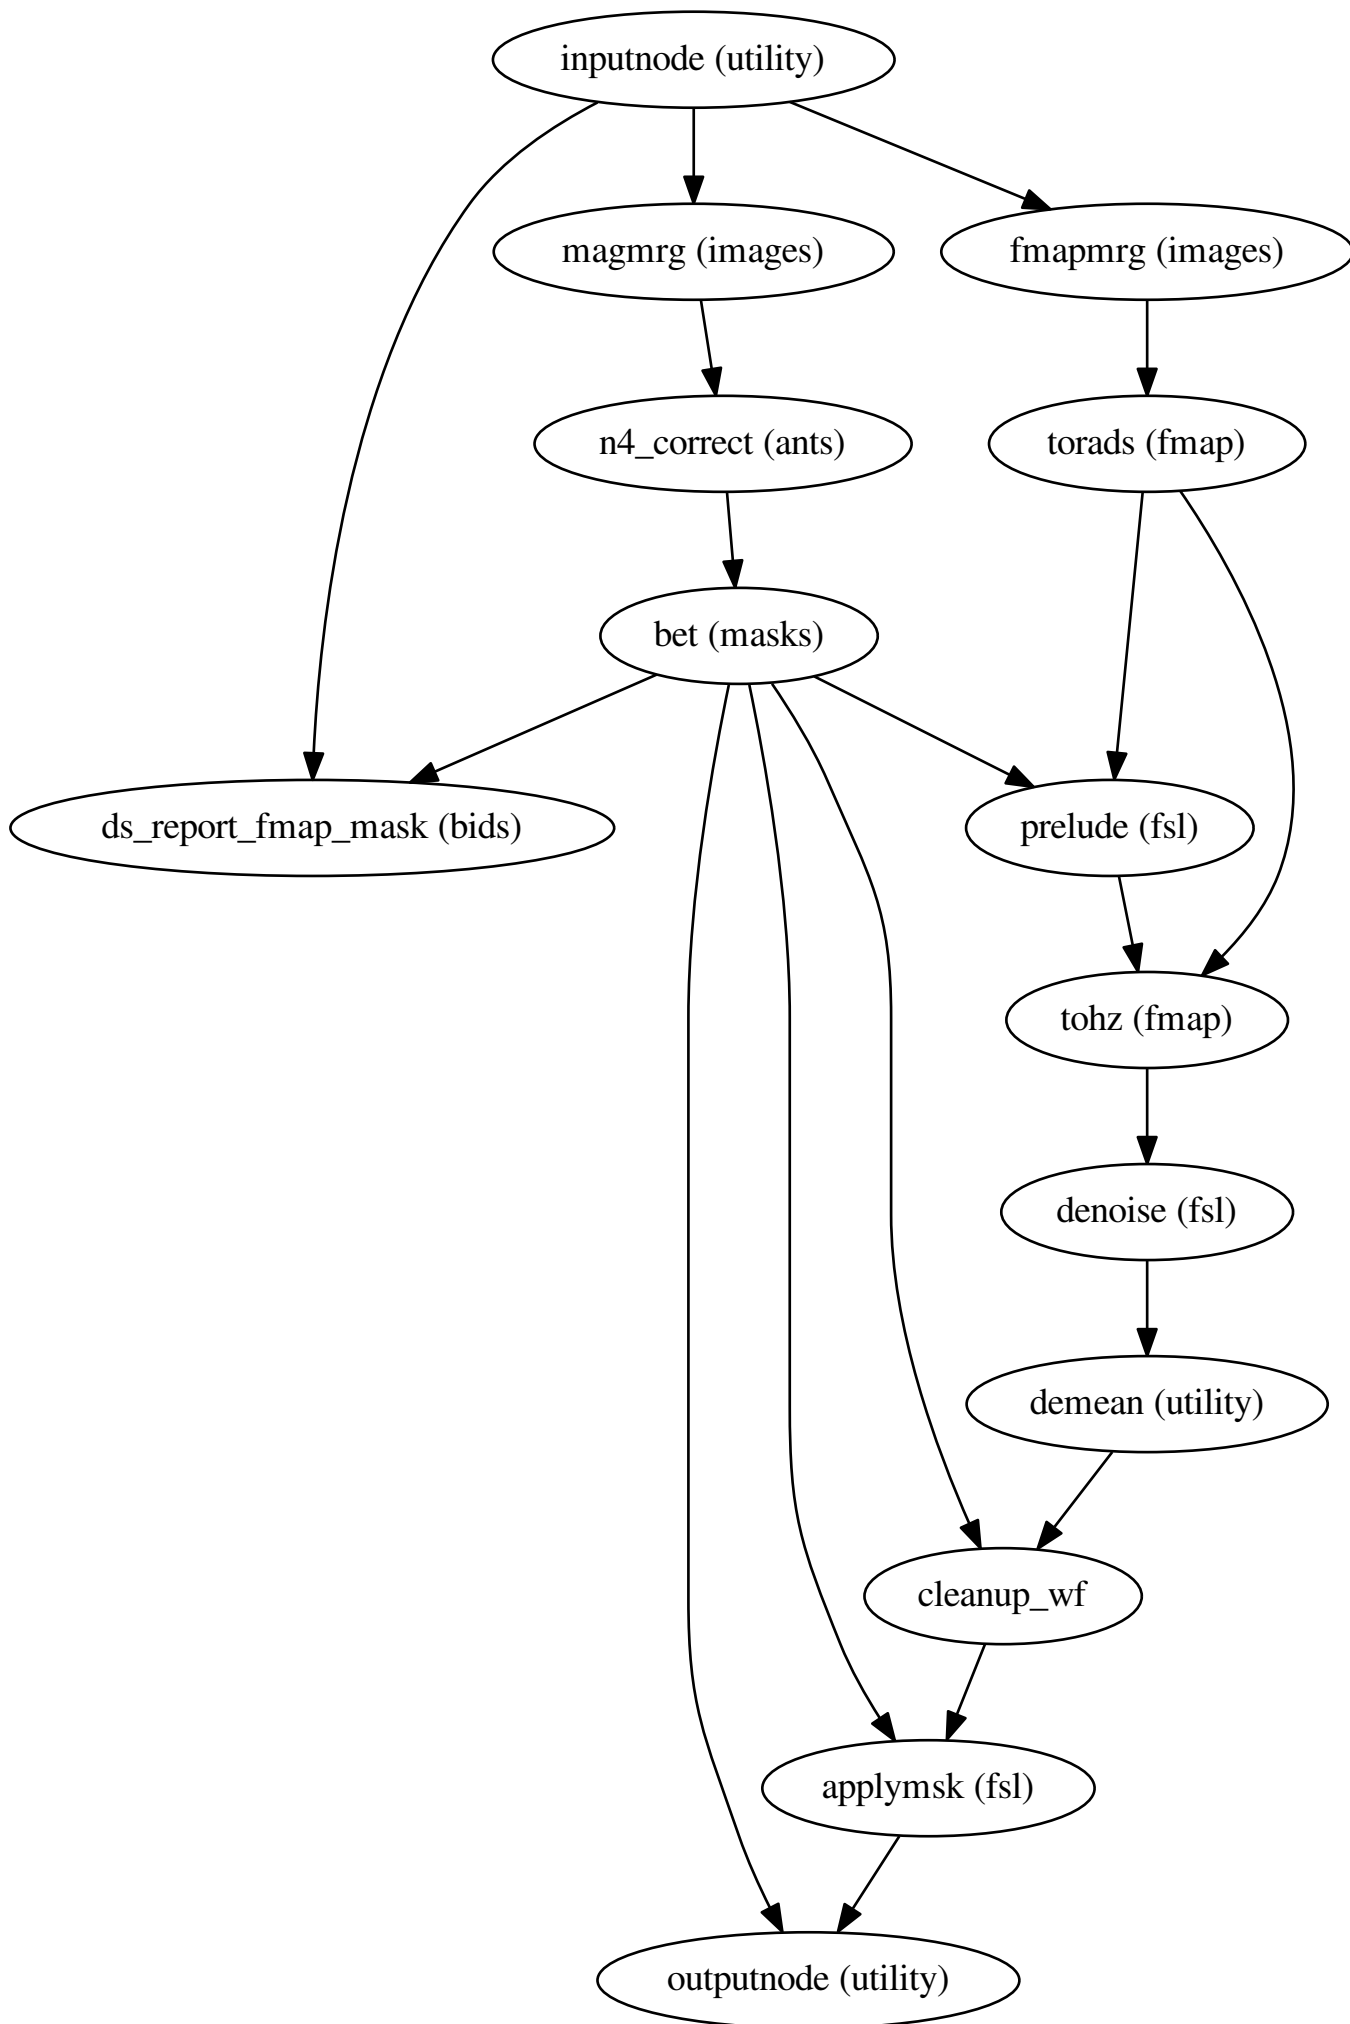 inputnode (utility)
magmrg (images)
fmapmrg (images)
n4_correct (ants)
torads (fmap)
bet (masks)
ds_report_fmap_mask (bids)
prelude (fsl)
tohz (fmap)
denoise (fsl)
demean (utility)
cleanup_wf
applymsk (fsl)
outputnode (utility)